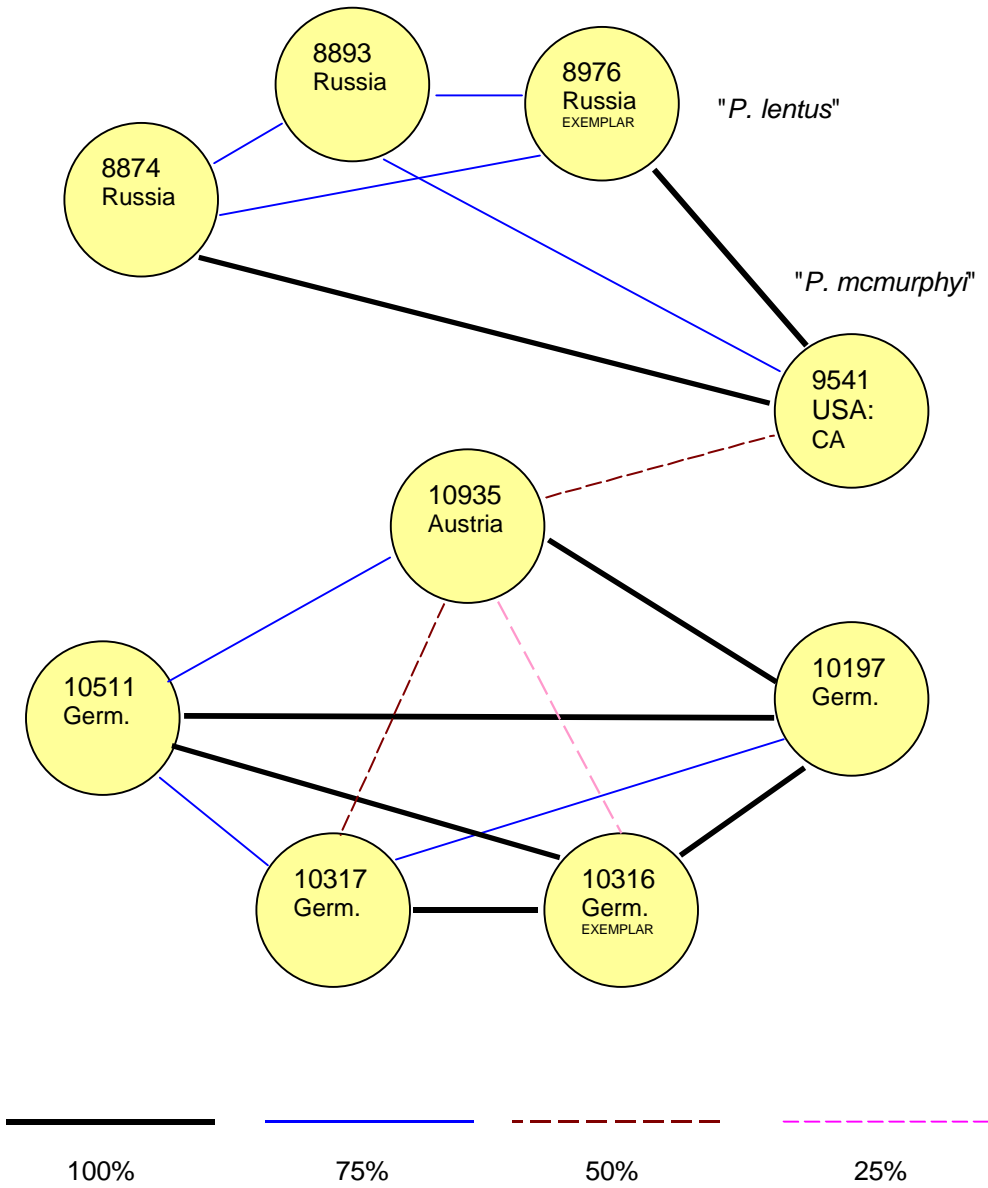 8893
Russia
8976
Russia
EXEMPLAR
"P. lentus"
8874
Russia
"P. mcmurphyi"
9541
USA:
CA
10935
Austria
10511
Germ.
10197
Germ.
10317
Germ.
10316
Germ.
EXEMPLAR
100%
75%
50%
25%